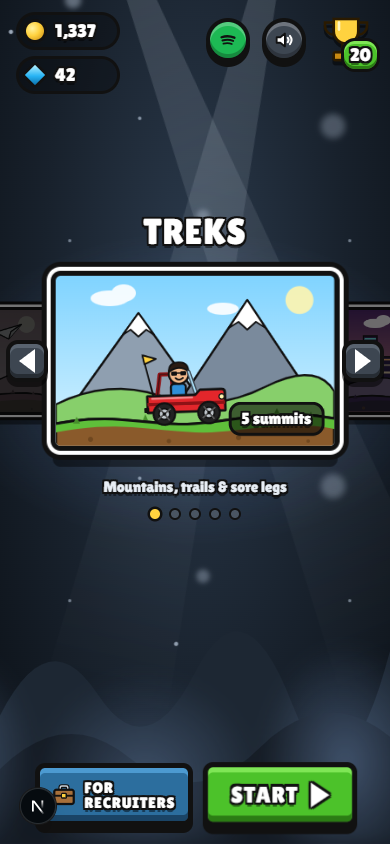 1,337
42
20
TREKS
5 summits
Mountains, trails & sore legs
N
FOR
RECRUITERS
START